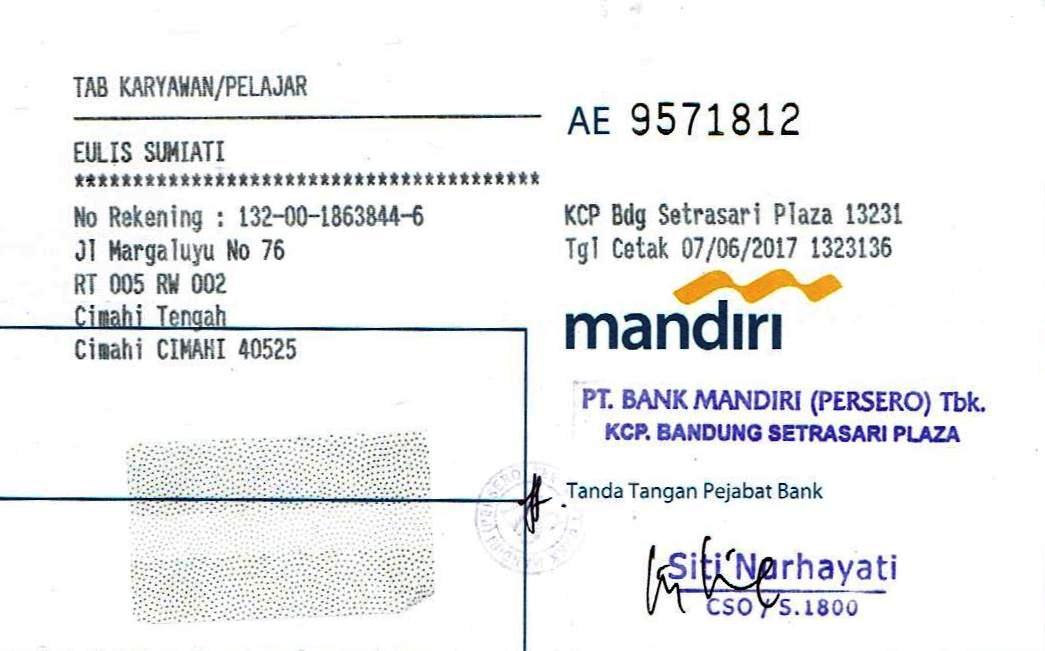 TAB KARYAWAN/PELAJAR
EULIS SUMIATI
****************************************
No Rekening : 132-00-1863844-6
Jl Margaluyu No 76
RT 005 RW 002
Cimahi Tengah
Cimahi CIMAHI 40525
AE 9571812
KCP Bdg Setrasari Plaza 13231
Tgl Cetak 07/06/2017 1323136
mandırı
PT. BANK MANDIRI (PERSERO) Tbk.
KCP. BANDUNG SETRASARI PLAZA
Tanda Tangan Pejabat Bank
Siti Nurhayati
CSO / S.1800